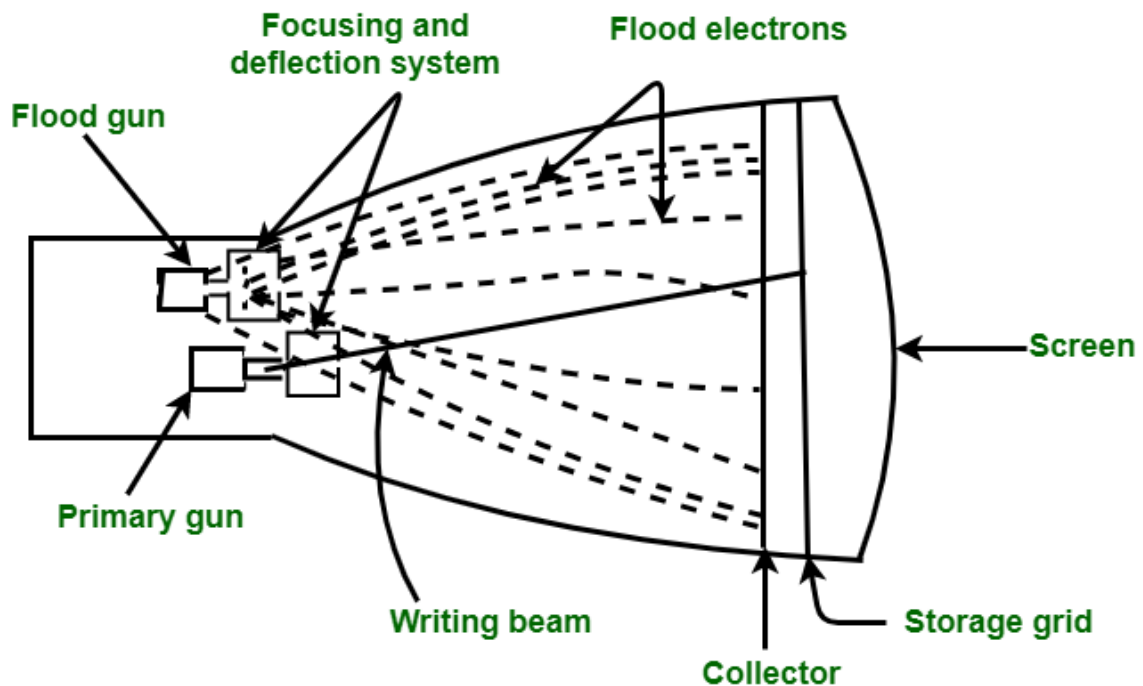 Focusing and
deflection system
Flood electrons
Flood gun
Screen
Primary gun
Writing beam
Storage grid
Collector